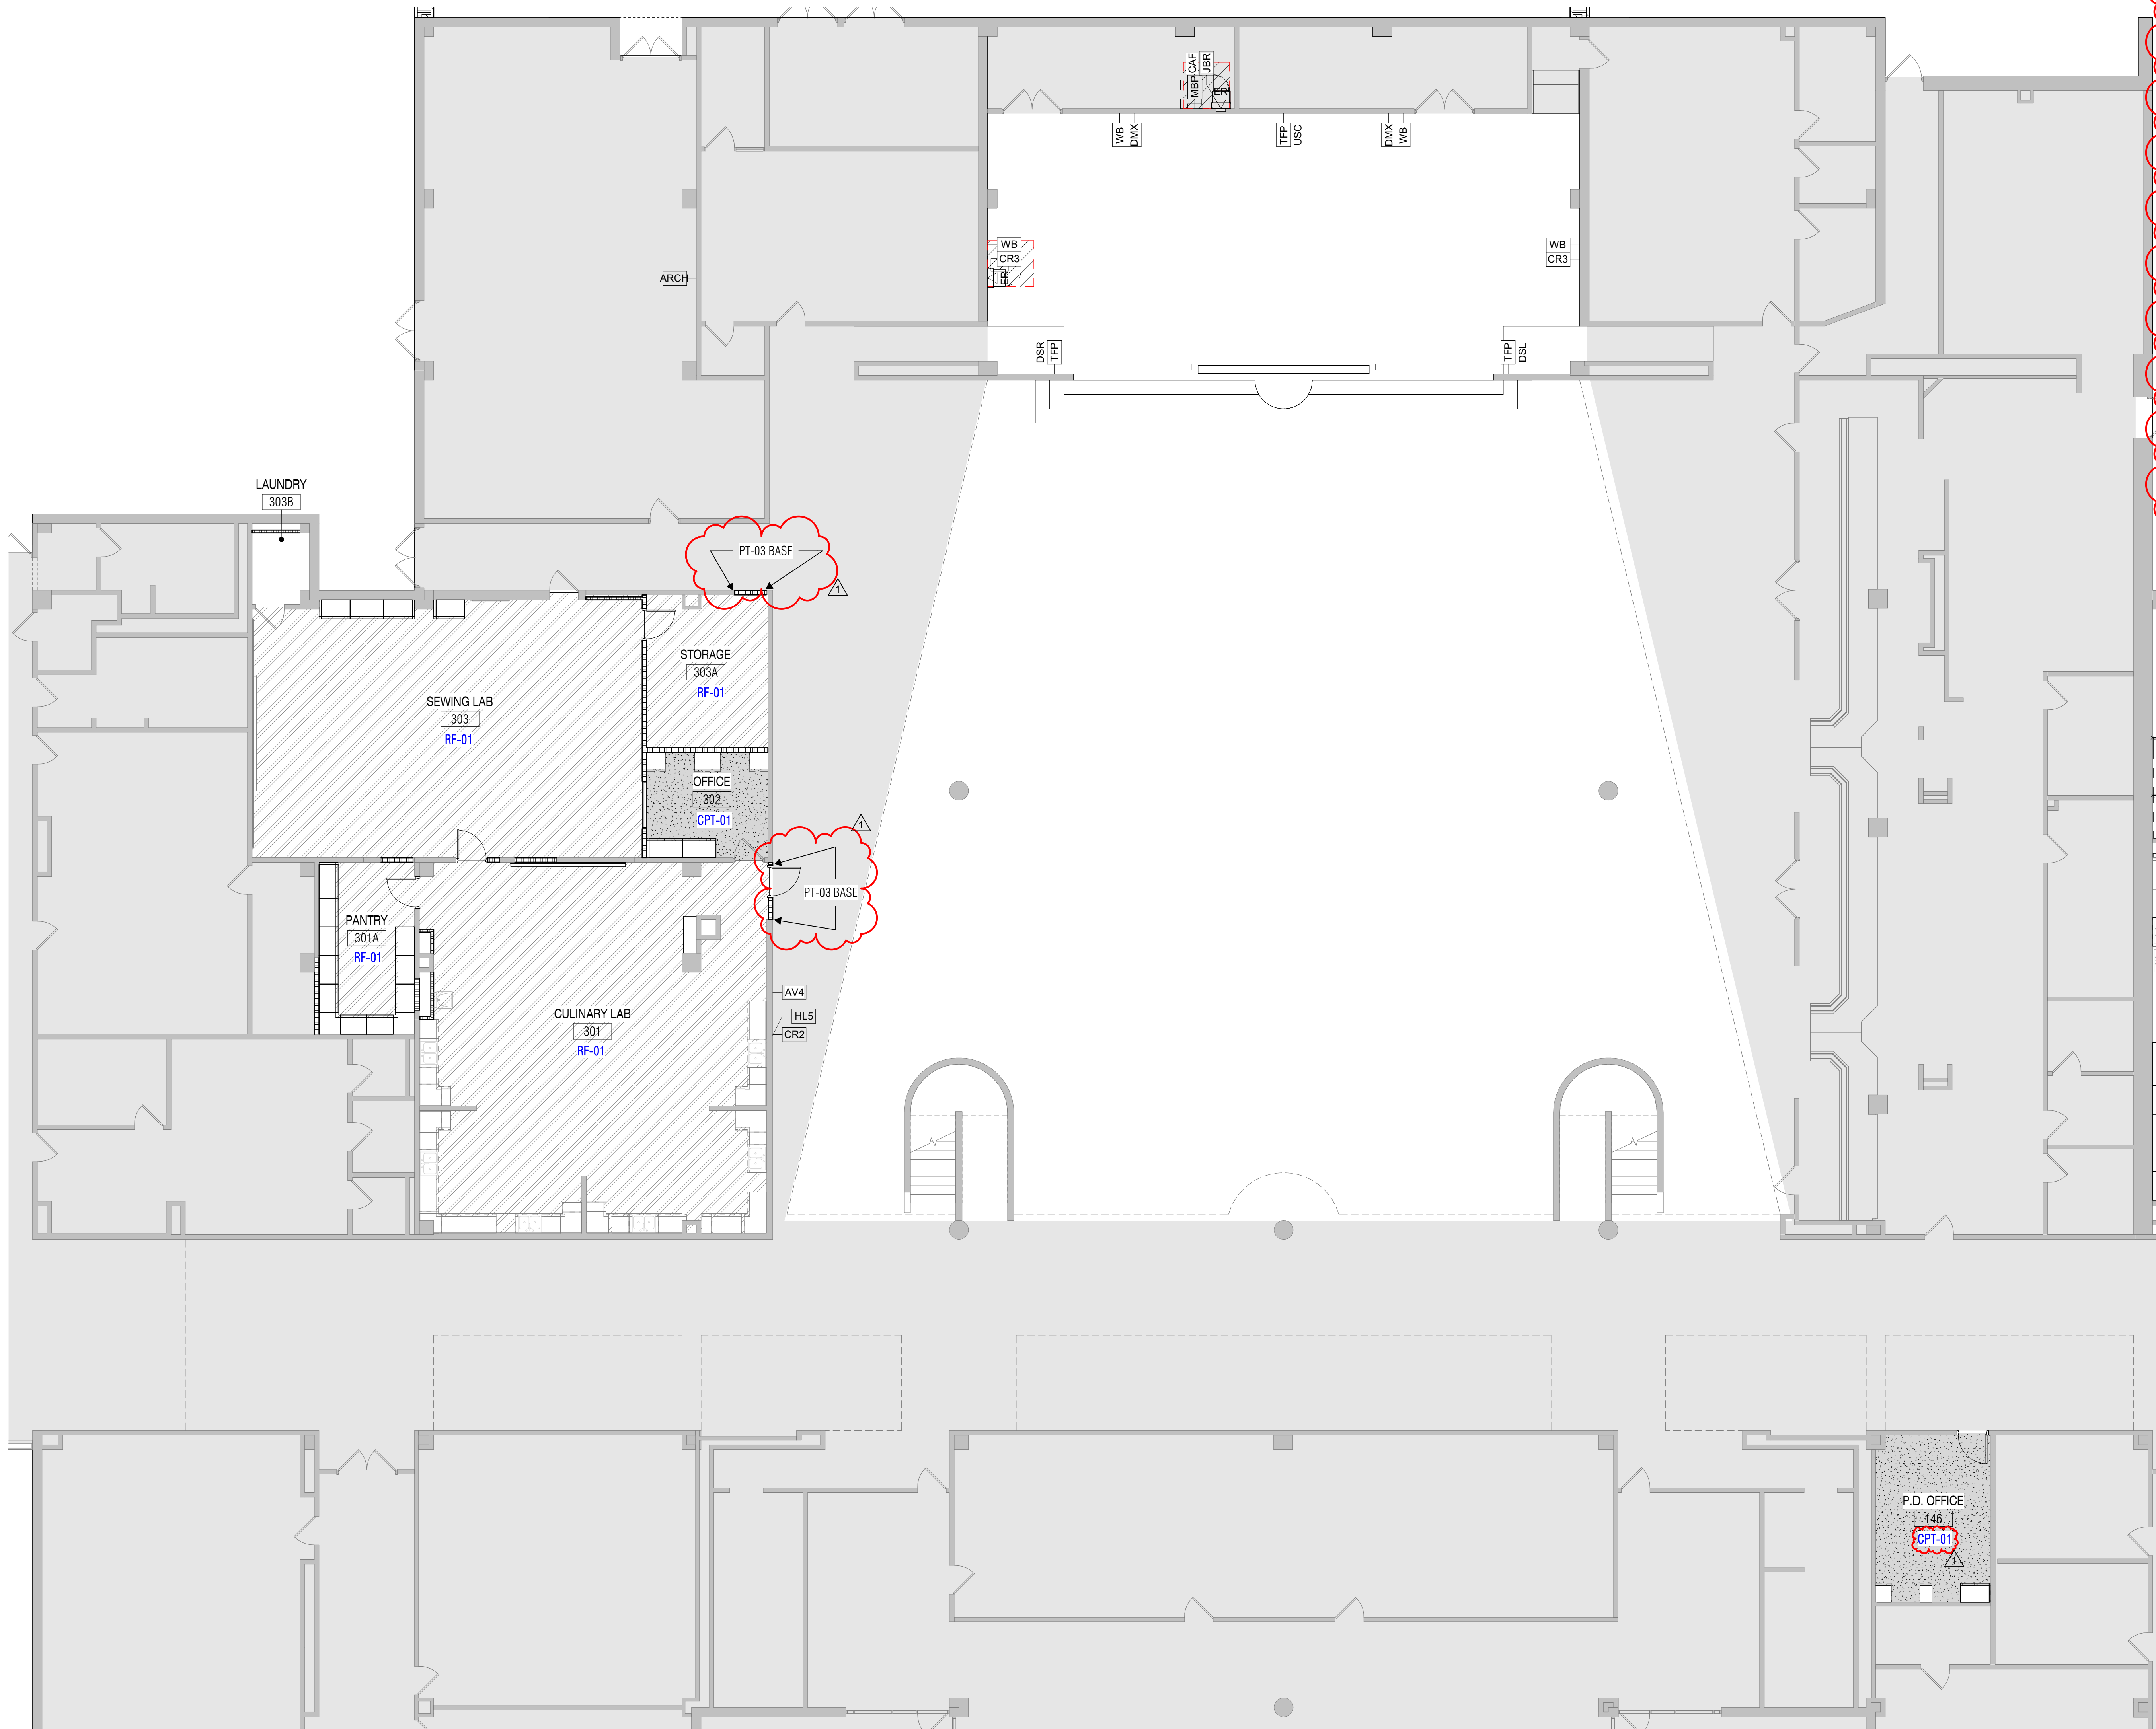 CAF
JBR
MBP
ER
WB
DMX
TFP
USC
DMX
WB
WB
CR3
ER
WB
CR3
ARCH
DSR
TFP
TFP
DSL
LAUNDRY
303B
PT-03 BASE
1
STORAGE
303A
RF-01
SEWING LAB
303
RF-01
OFFICE
302
CPT-01
1
PT-03 BASE
PANTRY
301A
RF-01
AV4
HL5
CR2
CULINARY LAB
301
RF-01
P.D. OFFICE
146
CPT-01
1